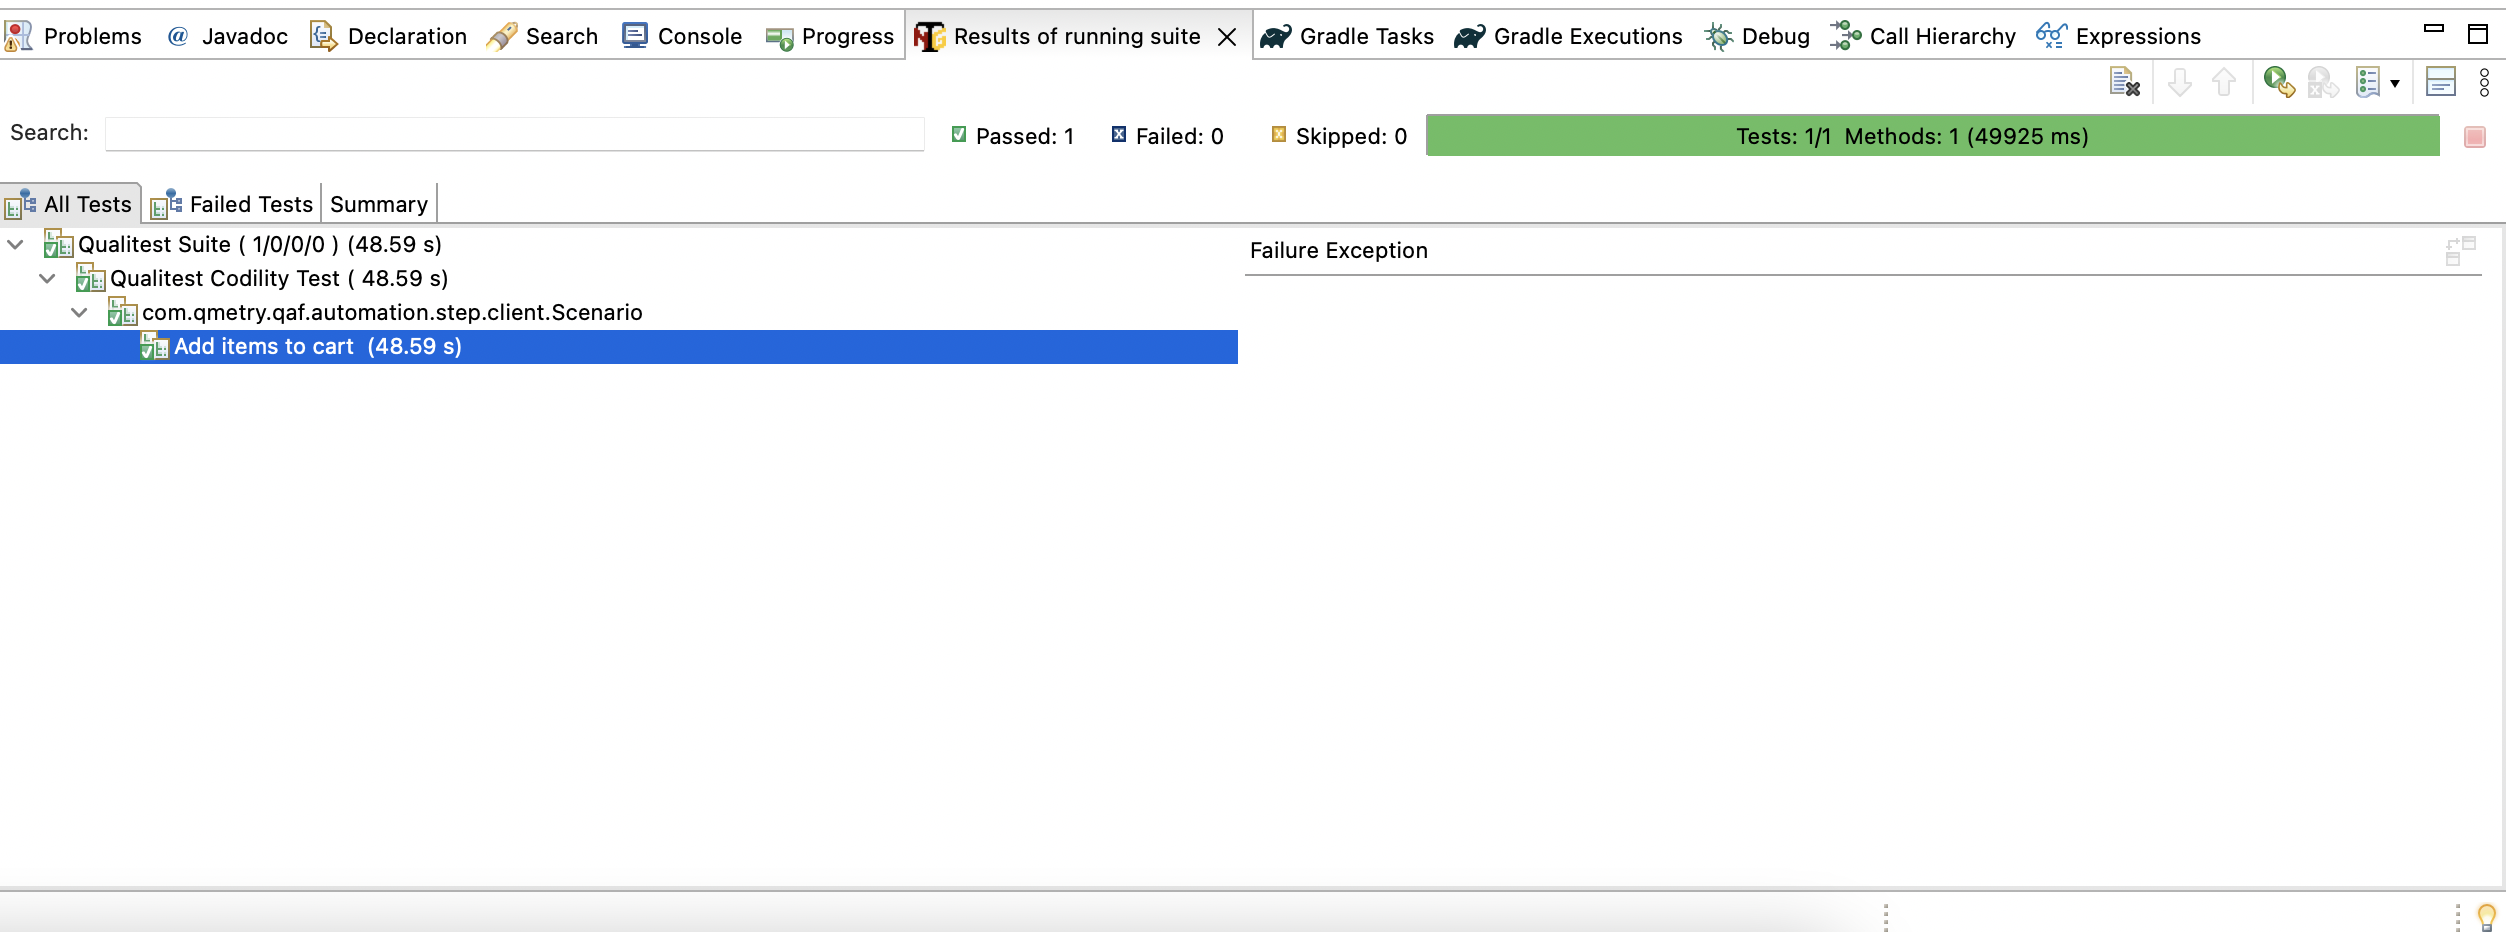 Problems @ Javadoc Declaration Search Console Progress Results of running suite Gradle Tasks Gradle Executions Debug Call Hierarchy Expressions
Search: Passed: 1 Failed: 0 Skipped: 0 Tests: 1/1 Methods: 1 (49925 ms)
All Tests Failed Tests Summary
Qualitest Suite ( 1/0/0/0 ) (48.59 s)
Failure Exception
Qualitest Codility Test ( 48.59 s)
com.qmetry.qaf.automation.step.client.Scenario
Add items to cart (48.59 s)